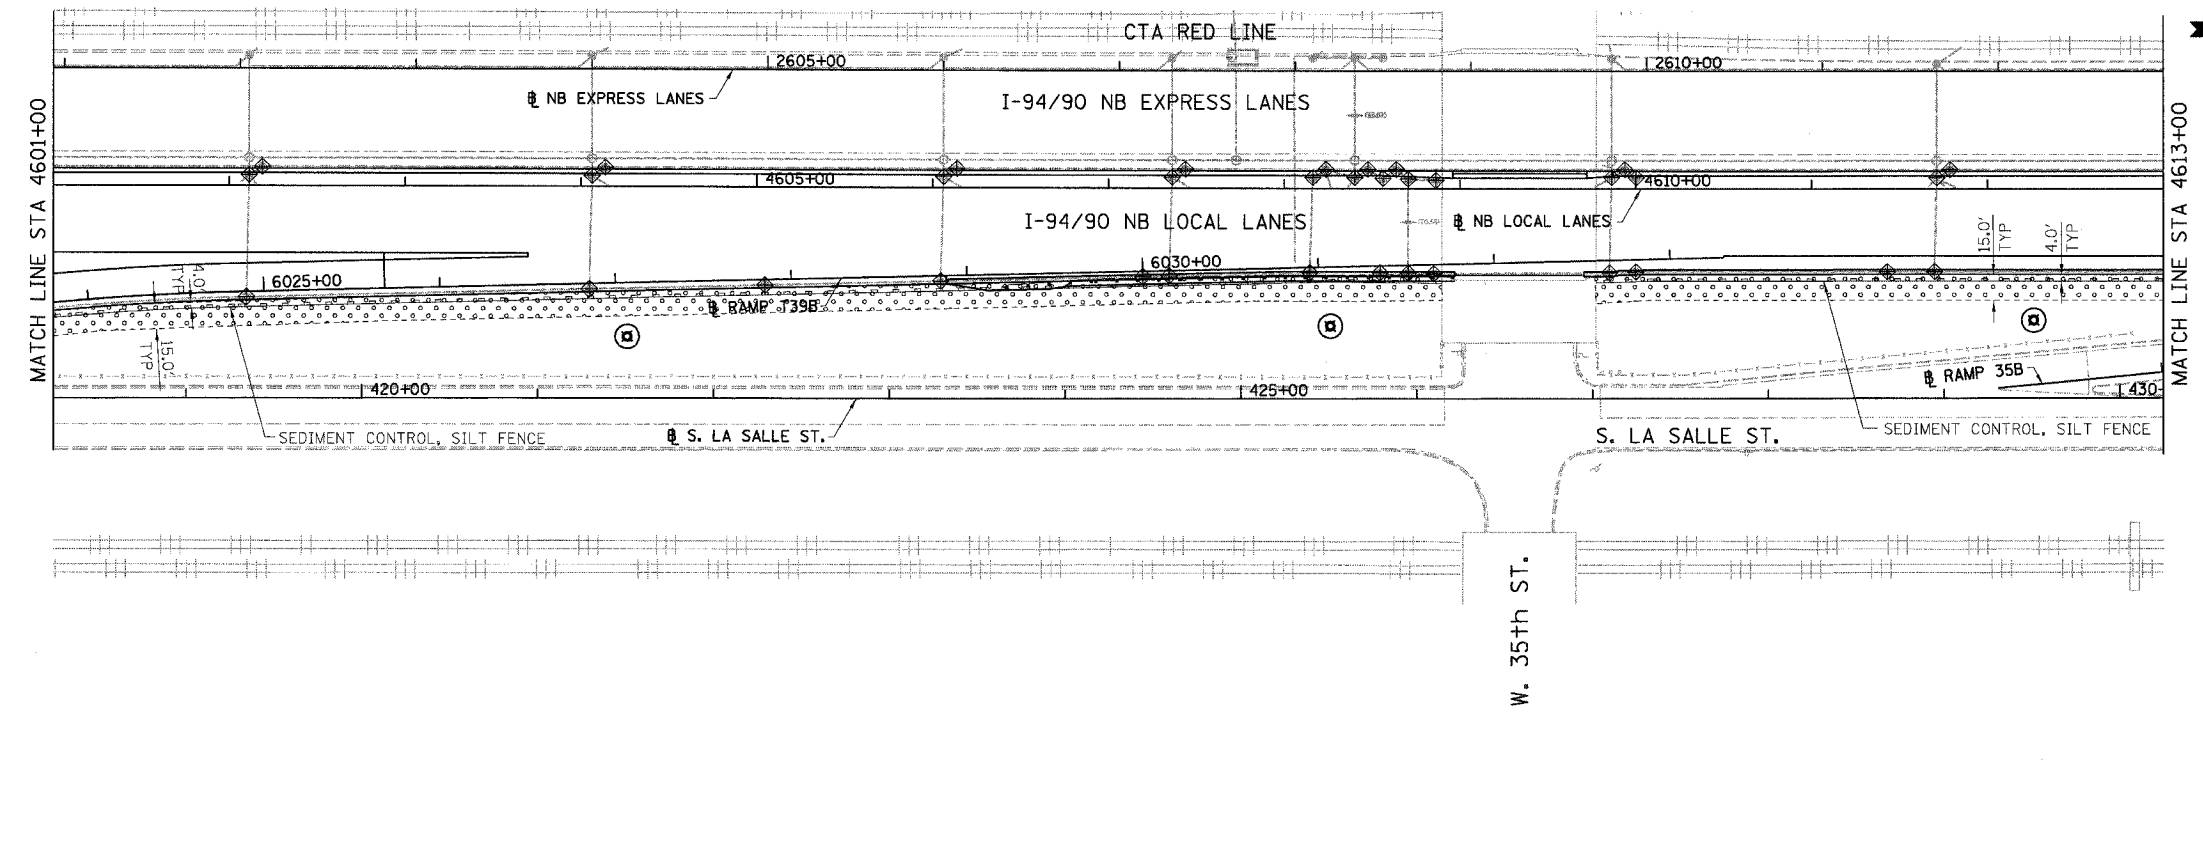 CTA RED LINE
2605+00
2610+00
℄ NB EXPRESS LANES
I-94/90 NB EXPRESS LANES
MATCH LINE STA 4601+00
MATCH LINE STA 4613+00
4605+00
4610+00
I-94/90 NB LOCAL LANES
℄ NB LOCAL LANES
15.0' TYP
4.0' TYP
6030+00
4.0' TYP
6025+00
℄ RAMP T39B
15.0' TYP
℄ RAMP 35B
420+00
425+00
430
SEDIMENT CONTROL, SILT FENCE
℄ S. LA SALLE ST.
S. LA SALLE ST.
SEDIMENT CONTROL, SILT FENCE
W. 35th ST.